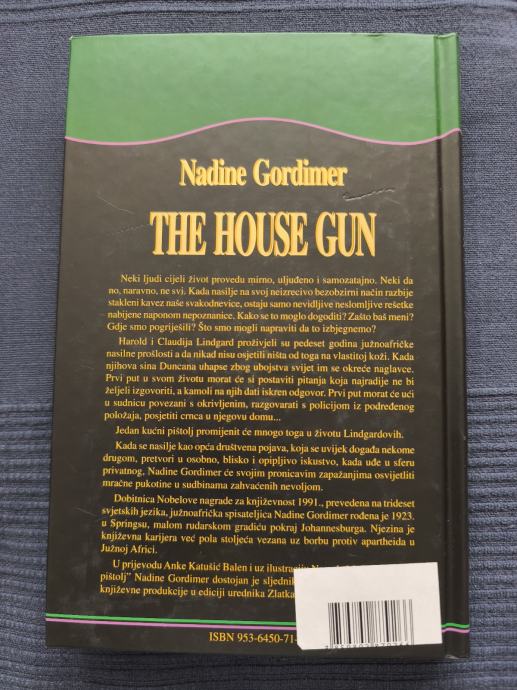 Nadine Gordimer
THE HOUSE GUN
Neki ljudi cijeli život provedu mirno, uljuđeno i samozatajno. Neki da
no, naravno, ne svi. Kada nasilje na svoj neizrecivo bezobzirni način razbije
stakleni kavez naše svakodnevice, ostaju samo nevidljive neslomljive rešetke
nabijene naponom nepoznanice. Kako se to moglo dogoditi? Zašto baš meni?
Gdje smo pogriješili? Što smo mogli napraviti da to izbjegnemo?
Harold i Claudija Lindgard proživjeli su pedeset godina južnoafričke
nasilne prošlosti a da nikad nisu osjetili ništa od toga na vlastitoj koži. Kada
njihova sina Duncana uhapse zbog ubojstva svijet im se okreće naglavce.
Prvi put u svom životu morat će si postaviti pitanja koja najradije ne bi
željeli izgovoriti, a kamoli na njih dati iskren odgovor. Prvi put morat će ući
u sudnicu povezani s okrivljenim, razgovarati s policijom iz podređenog
položaja, posjetiti crnca u njegovu domu...
Jedan kućni pištolj promijenit će mnogo toga u životu Lindgardovih.
Kada se nasilje kao opća društvena pojava, koja se uvijek događa nekome
drugom, pretvori u osobno, blisko i opipljivo iskustvo, kada uđe u sferu
privatnog, Nadine Gordimer će svojim pronicavim zapažanjima osvijetliti
mračne pukotine u sudbinama zahvaćenih nevoljom.
Dobitnica Nobelove nagrade za književnost 1991., prevedena na trideset
svjetskih jezika, južnoafrička spisateljica Nadine Gordimer rođena je 1923.
u Springsu, malom rudarskom gradiću pokraj Johannesburga. Njezina je
književna karijera već pola stoljeća vezana uz borbu protiv apartheida u
Južnoj Africi.
U prijevodu Anke Katušić Balen i uz ilustraciju
pištolj" Nadine Gordimer dostojan je
književne produkcije u ediciji urednika Zlatka
ISBN 953-6450-71-